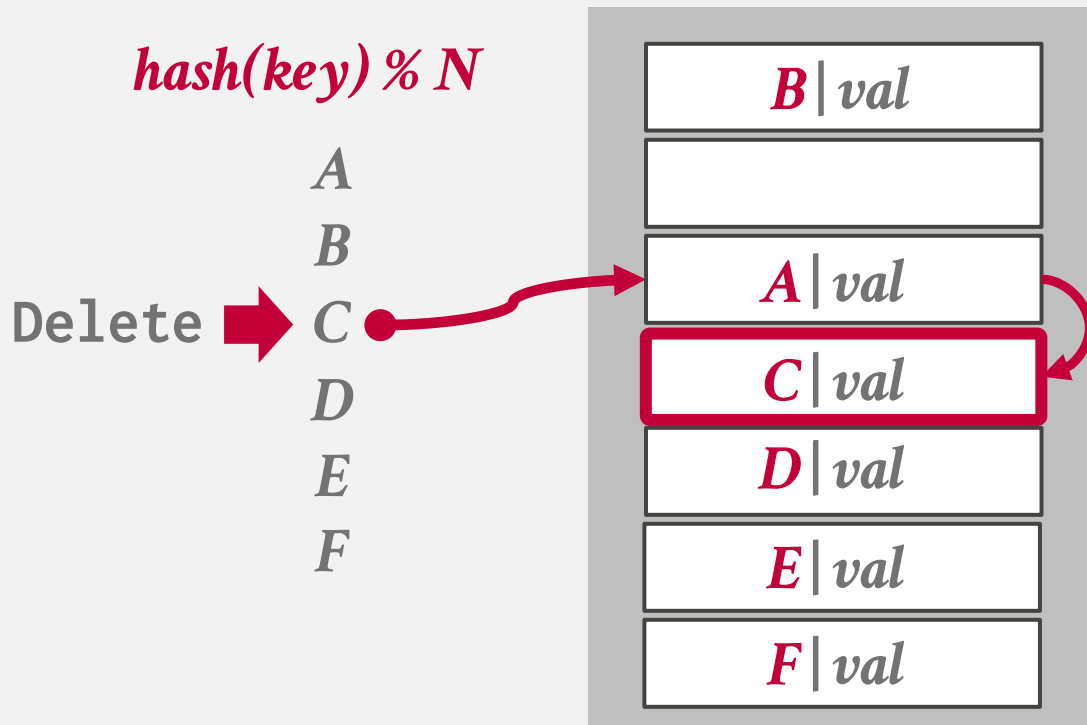 hash(key) % N
A
B
Delete C
D
E
F
B|val
A|val
C|val
D|val
E|val
F|val